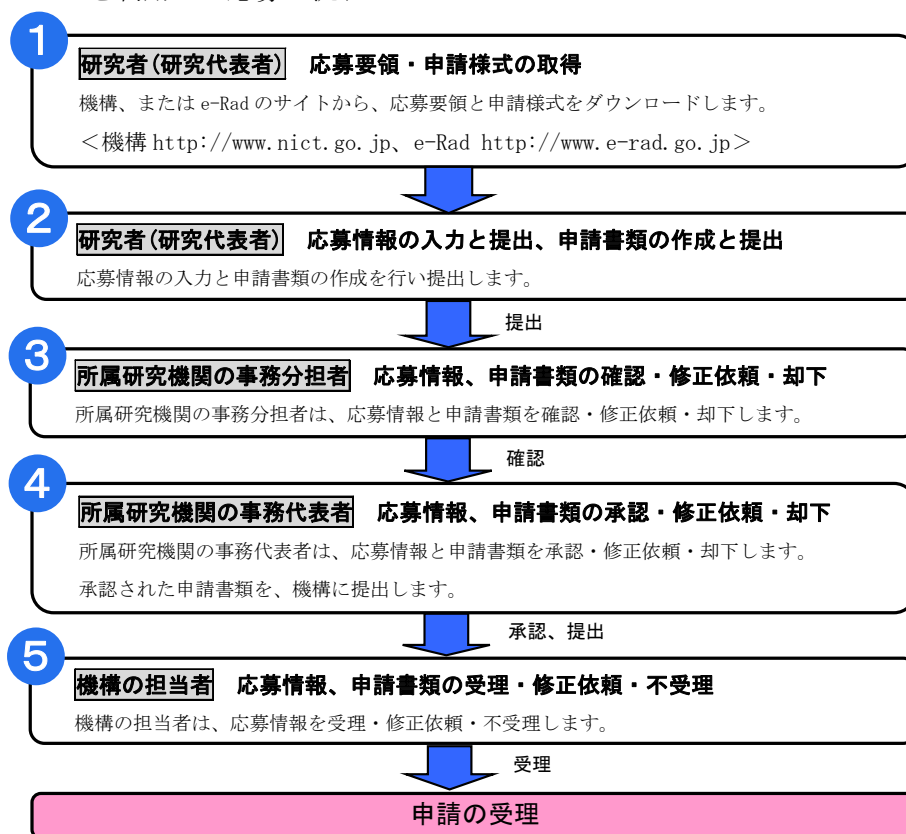 1
研究者(研究代表者) 応募要領・申請様式の取得
機構、または e-Rad のサイトから、応募要領と申請様式をダウンロードします。
＜機構 http://www.nict.go.jp、e-Rad http://www.e-rad.go.jp＞
2
研究者(研究代表者) 応募情報の入力と提出、申請書類の作成と提出
応募情報の入力と申請書類の作成を行い提出します。
提出
3
所属研究機関の事務分担者 応募情報、申請書類の確認・修正依頼・却下
所属研究機関の事務分担者は、応募情報と申請書類を確認・修正依頼・却下します。
確認
4
所属研究機関の事務代表者 応募情報、申請書類の承認・修正依頼・却下
所属研究機関の事務代表者は、応募情報と申請書類を承認・修正依頼・却下します。
承認された申請書類を、機構に提出します。
承認、提出
5
機構の担当者 応募情報、申請書類の受理・修正依頼・不受理
機構の担当者は、応募情報を受理・修正依頼・不受理します。
受理
申請の受理